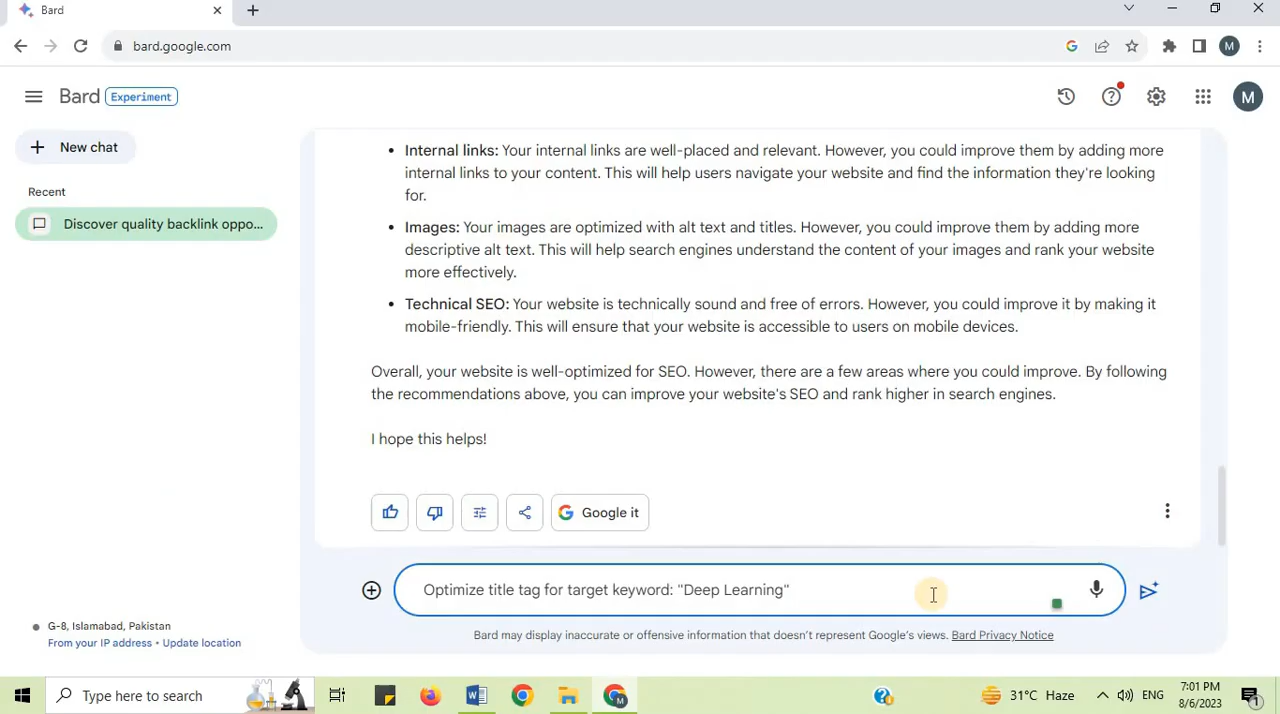 Bard
bard.google.com
M
Bard Experiment
M
New chat
Recent
Discover quality backlink oppo...
• Internal links: Your internal links are well-placed and relevant. However, you could improve them by adding more
internal links to your content. This will help users navigate your website and find the information they're looking
for.
• Images: Your images are optimized with alt text and titles. However, you could improve them by adding more
descriptive alt text. This will help search engines understand the content of your images and rank your website
more effectively.
• Technical SEO: Your website is technically sound and free of errors. However, you could improve it by making it
mobile-friendly. This will ensure that your website is accessible to users on mobile devices.
Overall, your website is well-optimized for SEO. However, there are a few areas where you could improve. By following
the recommendations above, you can improve your website's SEO and rank higher in search engines.
I hope this helps!
Google it
Optimize title tag for target keyword: "Deep Learning"
Bard may display inaccurate or offensive information that doesn't represent Google's views. Bard Privacy Notice
G-8, Islamabad, Pakistan
From your IP address • Update location
Type here to search
31°C Haze
ENG
7:01 PM
8/6/2023
1